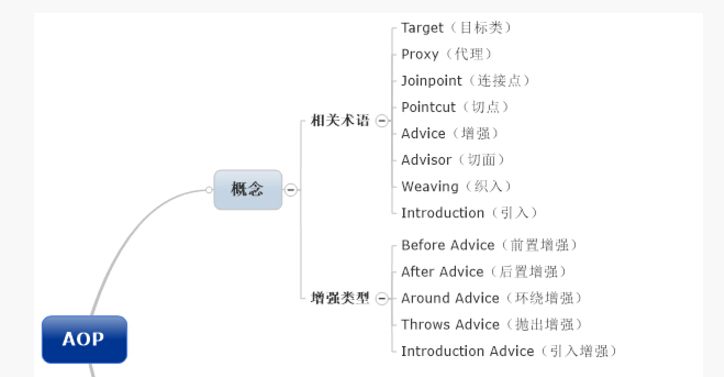 Target（目标类）
Proxy（代理）
Joinpoint（连接点）
相关术语
Pointcut（切点）
Advice（增强）
Advisor（切面）
概念
Weaving（织入）
Introduction（引入）
Before Advice（前置增强）
After Advice（后置增强）
增强类型
Around Advice（环绕增强）
Throws Advice（抛出增强）
AOP
Introduction Advice（引入增强）